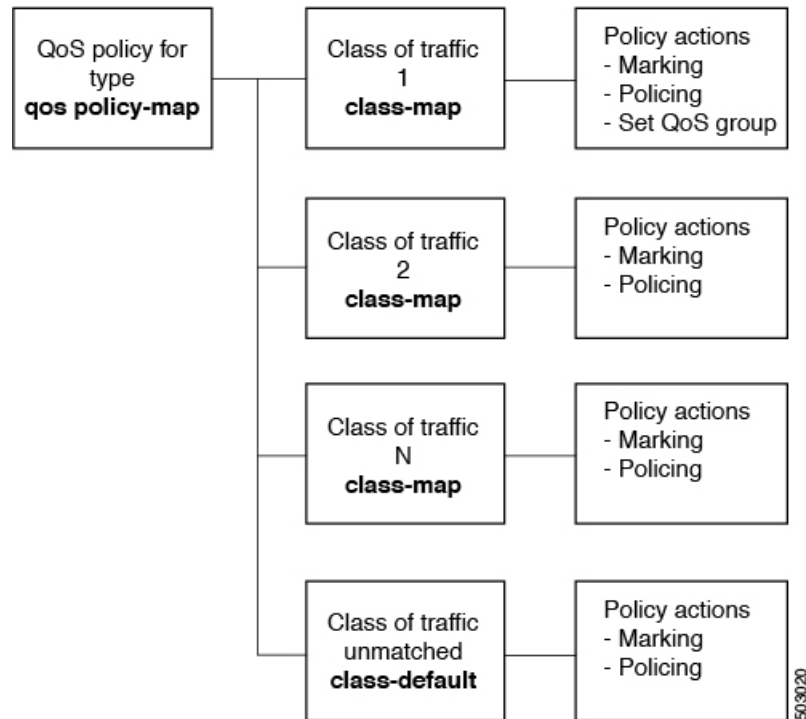 QoS policy for
type
qos policy-map
Class of traffic
1
class-map
Policy actions
- Marking
- Policing
- Set QoS group
Class of traffic
2
class-map
Policy actions
- Marking
- Policing
Class of traffic
N
class-map
Policy actions
- Marking
- Policing
Class of traffic
unmatched
class-default
Policy actions
- Marking
- Policing
503020